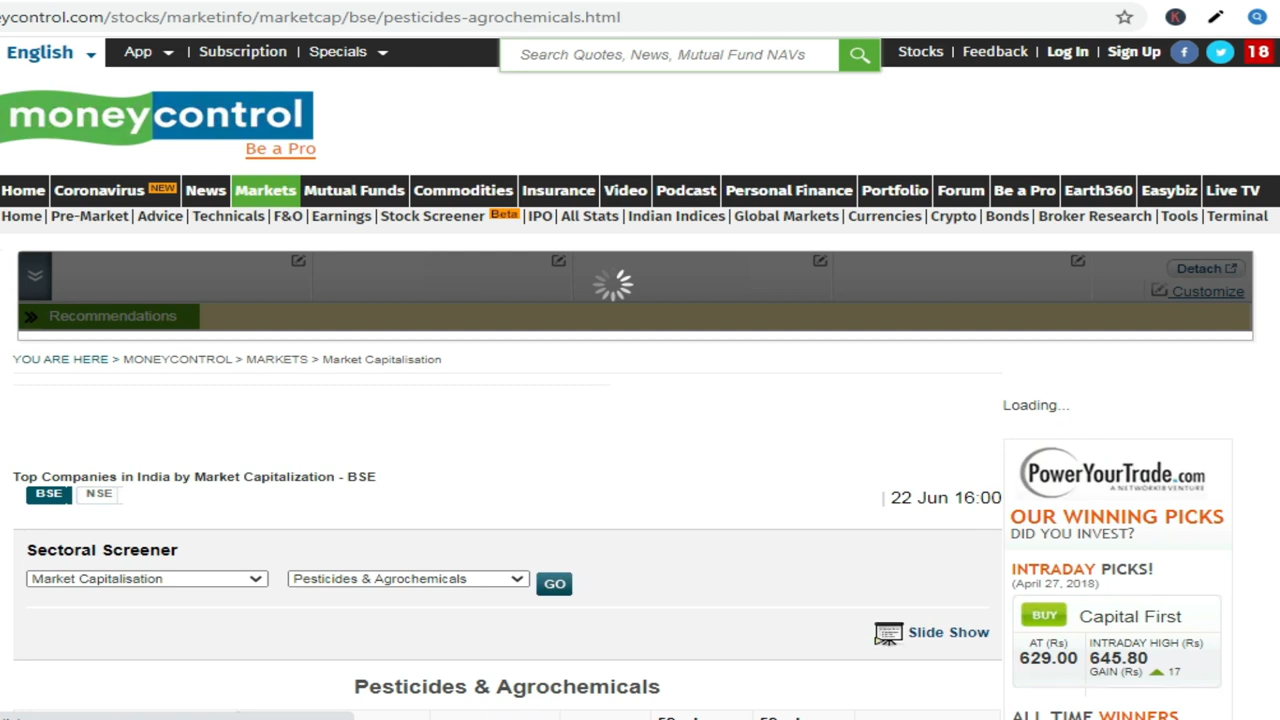 ycontrol.com/stocks/marketinfo/marketcap/bse/pesticides-agrochemicals.html
K
English App | Subscription | Specials Search Quotes, News, Mutual Fund NAVs Stocks | Feedback | Log In | Sign Up f 18
moneycontrol
Be a Pro
Home Coronavirus NEW News Markets Mutual Funds Commodities Insurance Video Podcast Personal Finance Portfolio Forum Be a Pro Earth360 Easybiz Live TV
Home | Pre-Market | Advice | Technicals | F&O | Earnings | Stock Screener Beta | IPO | All Stats | Indian Indices | Global Markets | Currencies | Crypto | Bonds | Broker Research | Tools | Terminal
Detach
Customize
Recommendations
YOU ARE HERE > MONEYCONTROL > MARKETS > Market Capitalisation
Loading...
Top Companies in India by Market Capitalization - BSE
BSE NSE
| 22 Jun 16:00
Sectoral Screener
Market Capitalisation Pesticides & Agrochemicals GO
Slide Show
Pesticides & Agrochemicals
PowerYourTrade.com
A NETWORK18 VENTURE
OUR WINNING PICKS
DID YOU INVEST?
INTRADAY PICKS!
(April 27, 2018)
BUY Capital First
AT (Rs) INTRADAY HIGH (Rs)
629.00 645.80
GAIN (Rs) 17
ALL TIME WINNERS